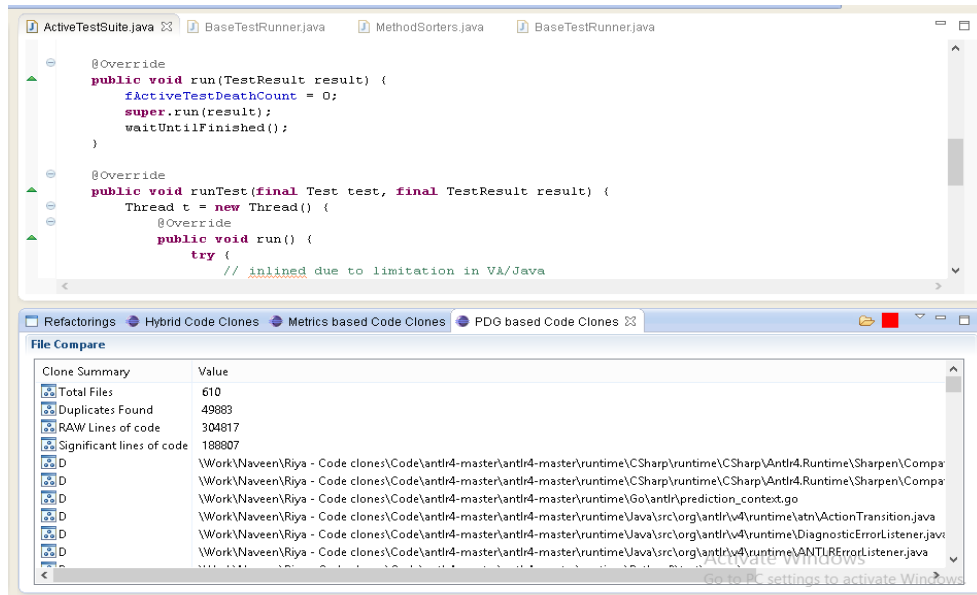 ActiveTestSuite.java BaseTestRunner.java MethodSorters.java BaseTestRunner.java
@Override
public void run(TestResult result) {
fActiveTestDeathCount = 0;
super.run(result);
waitUntilFinished();
}
@Override
public void runTest(final Test test, final TestResult result) {
Thread t = new Thread() {
@Override
public void run() {
try {
// inlined due to limitation in VA/Java
Refactorings Hybrid Code Clones Metrics based Code Clones PDG based Code Clones
File Compare
Clone Summary Value
Total Files 610
Duplicates Found 49883
RAW Lines of code 304817
Significant lines of code 188807
D \Work\Naveen\Riya - Code clones\Code\antlr4-master\antlr4-master\runtime\CSharp\runtime\CSharp\Antlr4.Runtime\Sharpen\Compa
D \Work\Naveen\Riya - Code clones\Code\antlr4-master\antlr4-master\runtime\CSharp\runtime\CSharp\Antlr4.Runtime\Sharpen\Compa
D \Work\Naveen\Riya - Code clones\Code\antlr4-master\antlr4-master\runtime\Go\antlr\prediction_context.go
D \Work\Naveen\Riya - Code clones\Code\antlr4-master\antlr4-master\runtime\Java\src\org\antlr\v4\runtime\atn\ActionTransition.java
D \Work\Naveen\Riya - Code clones\Code\antlr4-master\antlr4-master\runtime\Java\src\org\antlr\v4\runtime\DiagnosticErrorListener.java
D \Work\Naveen\Riya - Code clones\Code\antlr4-master\antlr4-master\runtime\Java\src\org\antlr\v4\runtime\ANTLRErrorListener.java
Activate Windows
Go to PC settings to activate Windows.